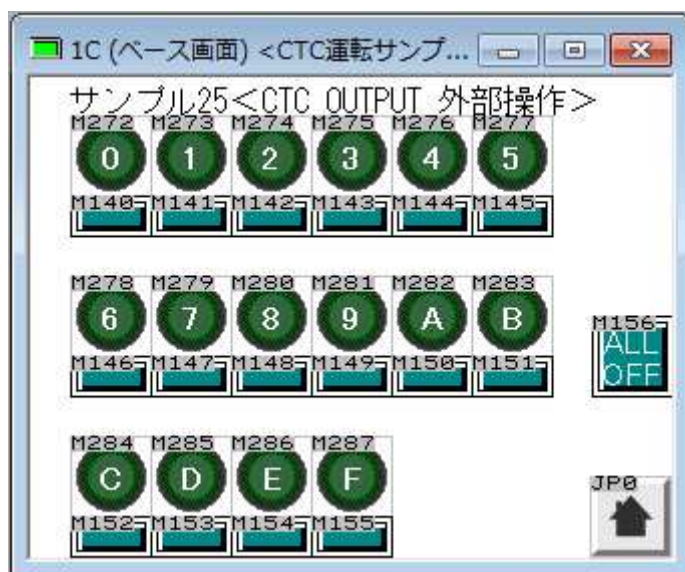 1C (ベース画面) <CTC運転サンプ...
サンプル25<CTC OUTPUT 外部操作>
M272 M273 M274 M275 M276 M277
0 1 2 3 4 5
M140 M141 M142 M143 M144 M145
M278 M279 M280 M281 M282 M283
6 7 8 9 A B
M146 M147 M148 M149 M150 M151
M156
ALL
OFF
M284 M285 M286 M287
C D E F
M152 M153 M154 M155
JP0